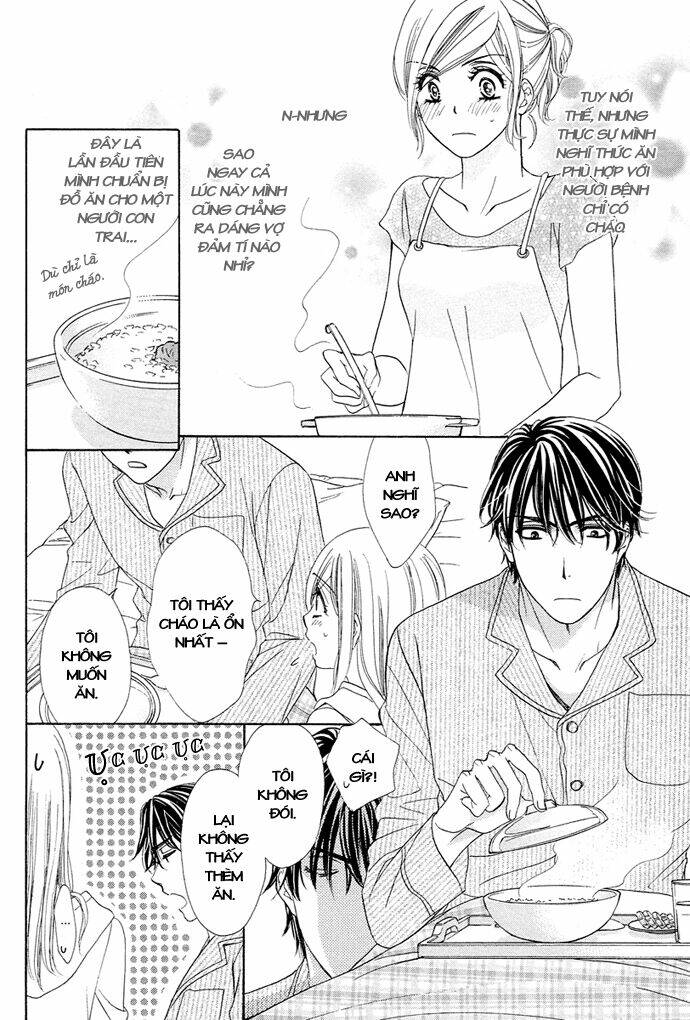 TUY NÓI
THẾ, NHƯNG
THỰC SỰ MÌNH
NGHĨ THỨC ĂN
PHÙ HỢP VỚI
NGƯỜI BỆNH
CHỈ CÓ
CHÁO.
N-NHƯNG
SAO
NGAY CẢ
LÚC NÀY MÌNH
CŨNG CHẲNG
RA DÁNG VỢ
ĐẢM TÍ NÀO
NHỈ?
ĐÂY LÀ
LẦN ĐẦU TIÊN
MÌNH CHUẨN BỊ
ĐỒ ĂN CHO MỘT
NGƯỜI CON
TRAI...
Dù chỉ là
món cháo.
ANH
NGHĨ
SAO?
TÔI THẤY
CHÁO LÀ ỔN
NHẤT –
TÔI
KHÔNG
MUỐN
ĂN.
CÁI
GÌ?!
TÔI
KHÔNG
ĐÓI.
LẠI
KHÔNG
THẤY
THÈM
ĂN.
ỰC ỰC ỰC
...